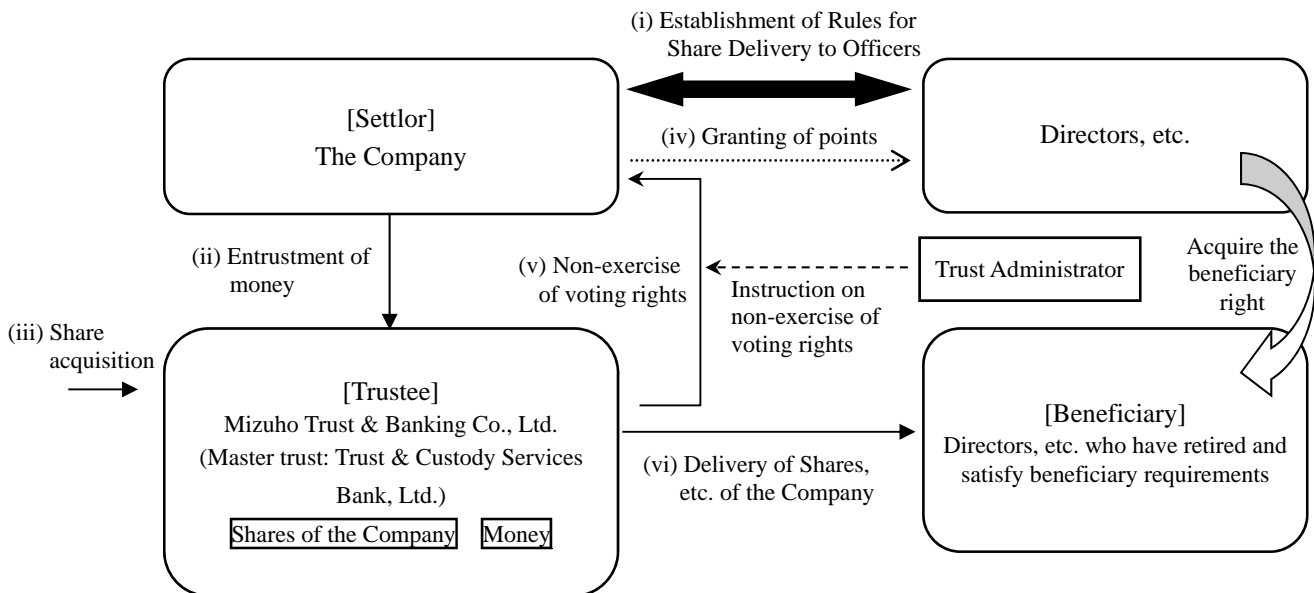 (i) Establishment of Rules for
Share Delivery to Officers
[Settlor]
The Company
(iv) Granting of points
Directors, etc.
(ii) Entrustment of
money
(v) Non-exercise
of voting rights
Instruction on
non-exercise of
voting rights
Trust Administrator
Acquire the
beneficiary
right
(iii) Share
acquisition
[Trustee]
Mizuho Trust & Banking Co., Ltd.
(Master trust: Trust & Custody Services
Bank, Ltd.)
Shares of the Company
Money
(vi) Delivery of Shares,
etc. of the Company
[Beneficiary]
Directors, etc. who have retired and
satisfy beneficiary requirements